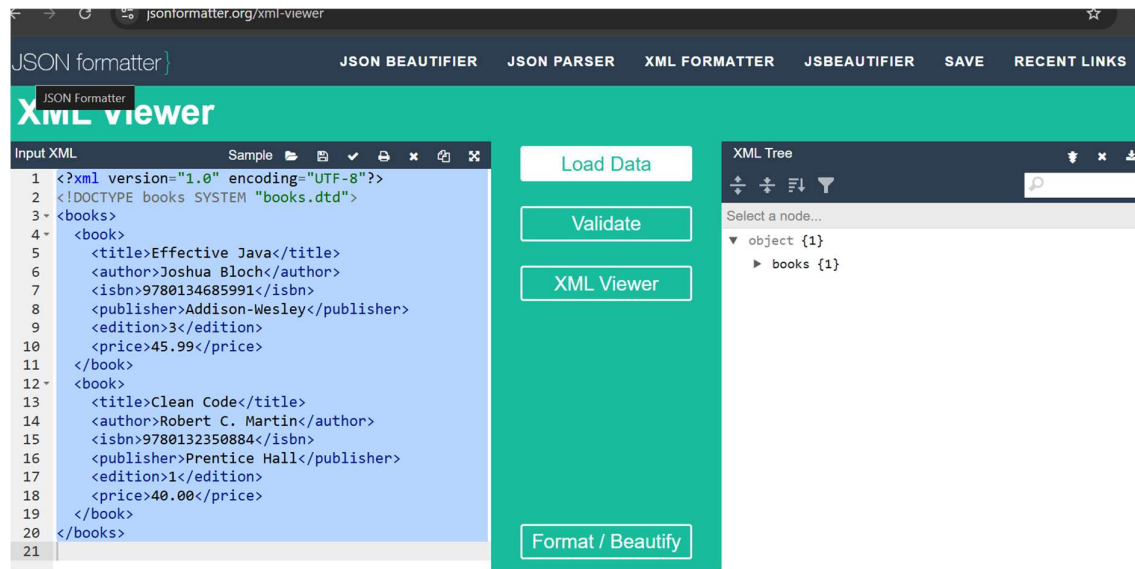 jsonformatter.org/xml-viewer
JSON formatter}
JSON BEAUTIFIER JSON PARSER XML FORMATTER JSBEAUTIFIER SAVE RECENT LINKS
JSON Formatter
XML Viewer
Input XML Sample
1 <?xml version="1.0" encoding="UTF-8"?>
2 <!DOCTYPE books SYSTEM "books.dtd">
3 <books>
4 <book>
5 <title>Effective Java</title>
6 <author>Joshua Bloch</author>
7 <isbn>9780134685991</isbn>
8 <publisher>Addison-Wesley</publisher>
9 <edition>3</edition>
10 <price>45.99</price>
11 </book>
12 <book>
13 <title>Clean Code</title>
14 <author>Robert C. Martin</author>
15 <isbn>9780132350884</isbn>
16 <publisher>Prentice Hall</publisher>
17 <edition>1</edition>
18 <price>40.00</price>
19 </book>
20 </books>
21
Load Data
Validate
XML Viewer
Format / Beautify
XML Tree
Select a node...
object {1}
books {1}